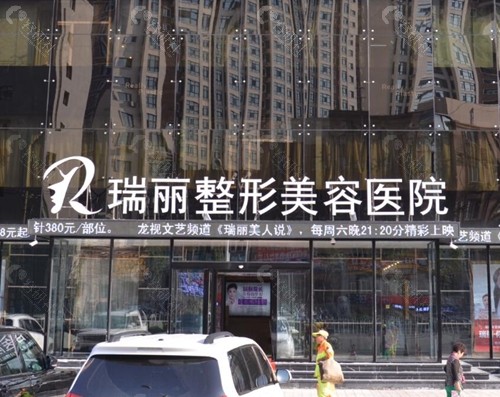 瑞丽整形美容医院
8元起 针380元/部位。 龙视文艺频道《瑞丽美人说》，每周六晚21:20分精彩上映 艺频道《瑞